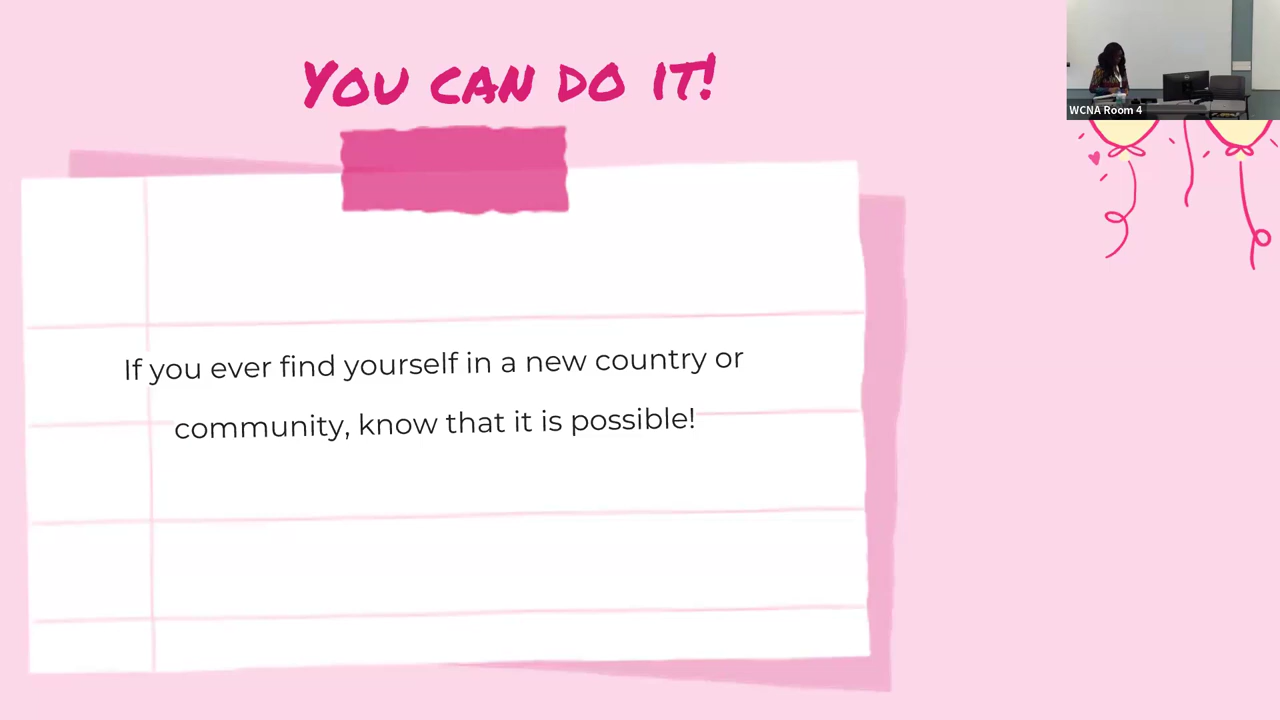 YOU CAN DO IT!
WCNA Room 4
If you ever find yourself in a new country or
community, know that it is possible!